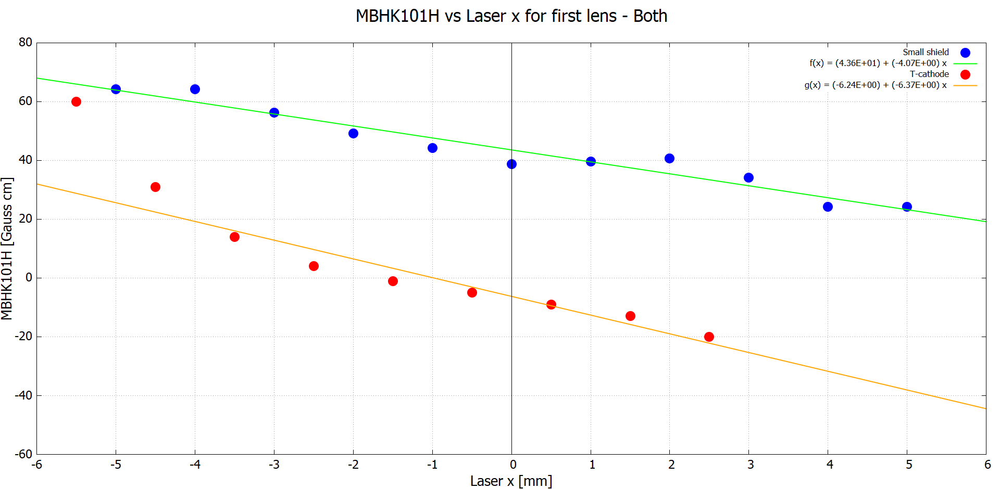 MBHK101H vs Laser x for first lens - Both
Small shield
f(x) = (4.36E+01) + (-4.07E+00) x
T-cathode
g(x) = (-6.24E+00) + (-6.37E+00) x
MBHK101H [Gauss cm]
80
60
40
20
0
-20
-40
-60
-6 -5 -4 -3 -2 -1 0 1 2 3 4 5 6
Laser x [mm]